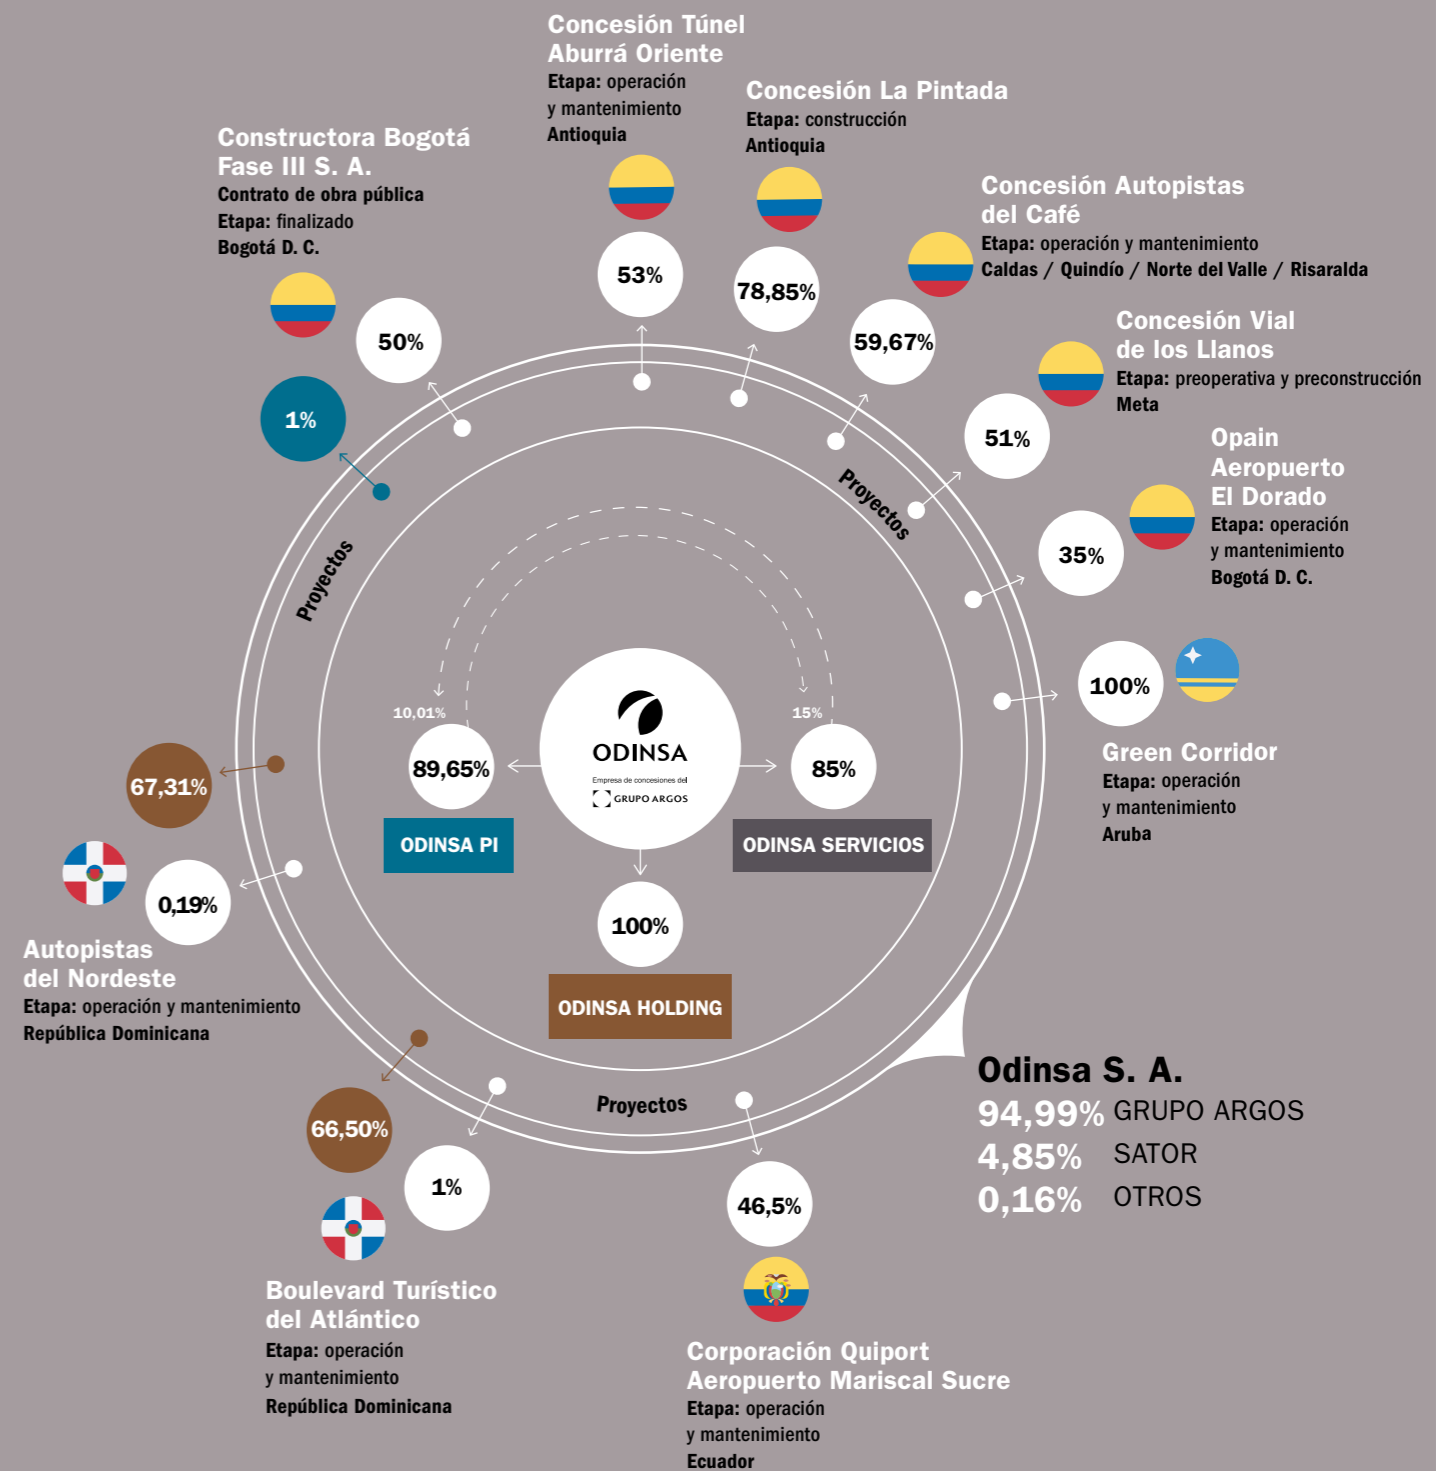 Concesión Túnel
Aburrá Oriente
Etapa: operación
y mantenimiento
Antioquia
53%
Concesión La Pintada
Etapa: construcción
Antioquia
78,85%
Constructora Bogotá
Fase III S. A.
Contrato de obra pública
Etapa: finalizado
Bogotá D. C.
50%
1%
Concesión Autopistas
del Café
Etapa: operación y mantenimiento
Caldas / Quindío / Norte del Valle / Risaralda
59,67%
Concesión Vial
de los Llanos
Etapa: preoperativa y preconstrucción
Meta
51%
Opain
Aeropuerto
El Dorado
Etapa: operación
y mantenimiento
Bogotá D. C.
35%
100%
Green Corridor
Etapa: operación
y mantenimiento
Aruba
Proyectos
Proyectos
10,01%
89,65%
ODINSA PI
ODINSA
Empresa de concesiones del
GRUPO ARGOS
15%
85%
ODINSA SERVICIOS
100%
ODINSA HOLDING
67,31%
0,19%
Autopistas
del Nordeste
Etapa: operación y mantenimiento
República Dominicana
Proyectos
66,50%
1%
Boulevard Turístico
del Atlántico
Etapa: operación
y mantenimiento
República Dominicana
46,5%
Corporación Quiport
Aeropuerto Mariscal Sucre
Etapa: operación
y mantenimiento
Ecuador
Odinsa S. A.
94,99% GRUPO ARGOS
4,85% SATOR
0,16% OTROS